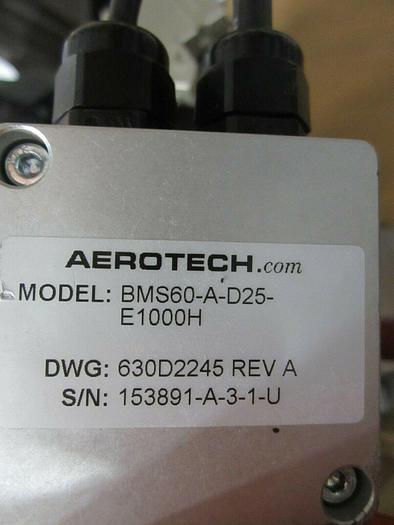 AEROTECH.com
MODEL: BMS60-A-D25-
E1000H
DWG: 630D2245 REV A
S/N: 153891-A-3-1-U